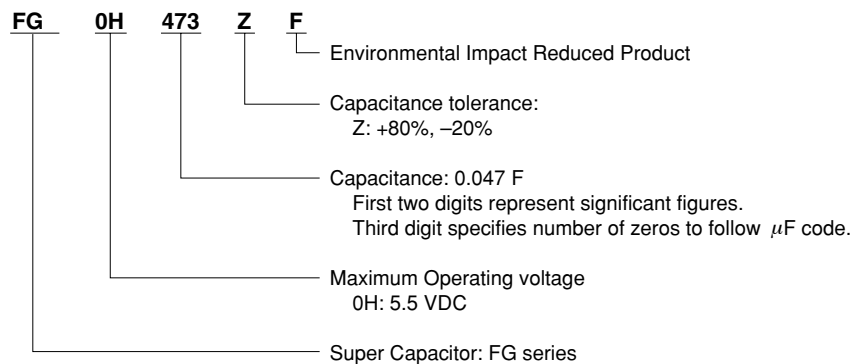 FG 0H 473 Z F
Environmental Impact Reduced Product
Capacitance tolerance:
Z: +80%, –20%
Capacitance: 0.047 F
First two digits represent significant figures.
Third digit specifies number of zeros to follow μF code.
Maximum Operating voltage
0H: 5.5 VDC
Super Capacitor: FG series